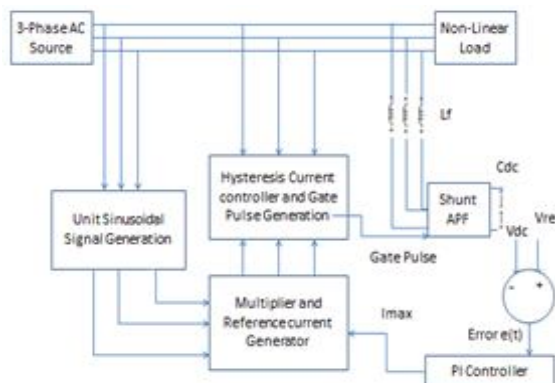 3-Phase AC
Source
Non-Linear
Load
Lf
Hysteresis Current
controller and Gate
Pulse Generation
Cdc
Shunt
APF
Unit Sinusoidal
Signal Generation
Vdc
Vre
Gate Pulse
-
+
Multiplier and
Reference current
Generator
Imax
Error e(t)
PI Controller